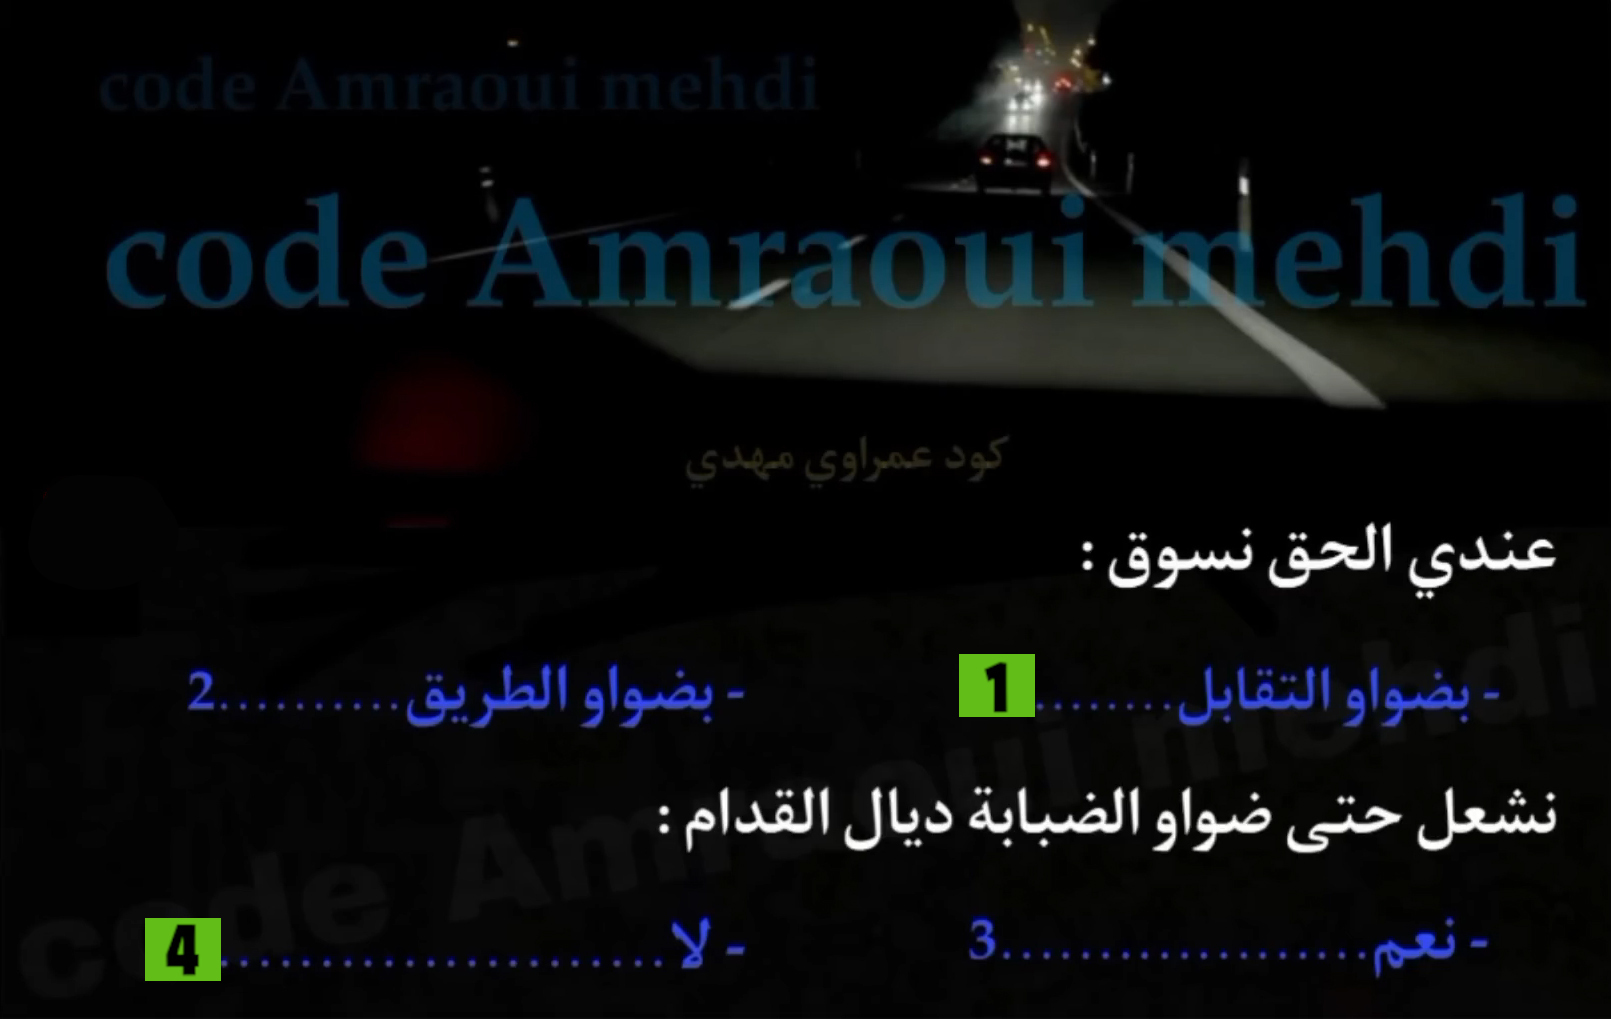 code Amraoui mehdi
code Amraoui mehdi
كود عمراوي مهدي
عندي الحق نسوق :
- بضواو التقابل........1 - بضواو الطريق..........2
code Amraoui mehdi
نشعل حتى ضواو الضبابة ديال القدام :
- نعم...................3 - لا.......................4